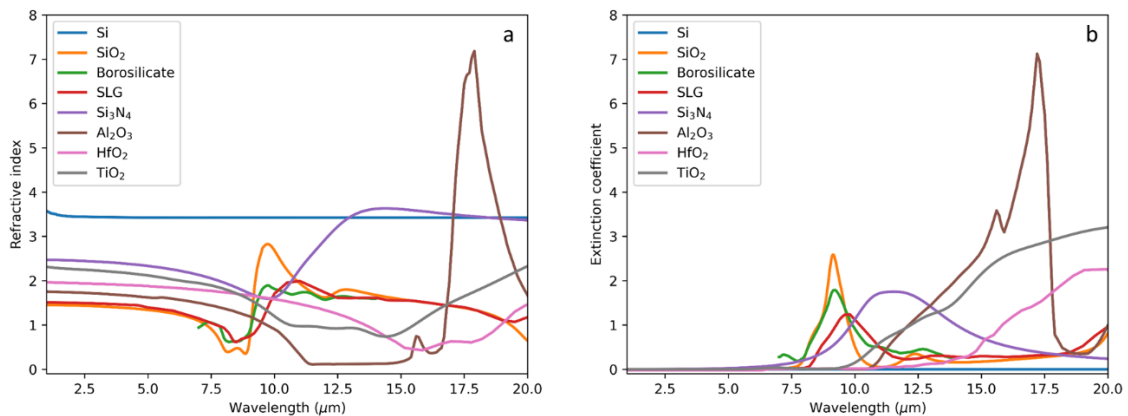 a
Si
SiO₂
Borosilicate
SLG
Si₃N₄
Al₂O₃
HfO₂
TiO₂
Refractive index
8
7
6
5
4
3
2
1
0
2.5 5.0 7.5 10.0 12.5 15.0 17.5 20.0
Wavelength (μm)
b
Si
SiO₂
Borosilicate
SLG
Si₃N₄
Al₂O₃
HfO₂
TiO₂
Extinction coefficient
8
7
6
5
4
3
2
1
0
2.5 5.0 7.5 10.0 12.5 15.0 17.5 20.0
Wavelength (μm)